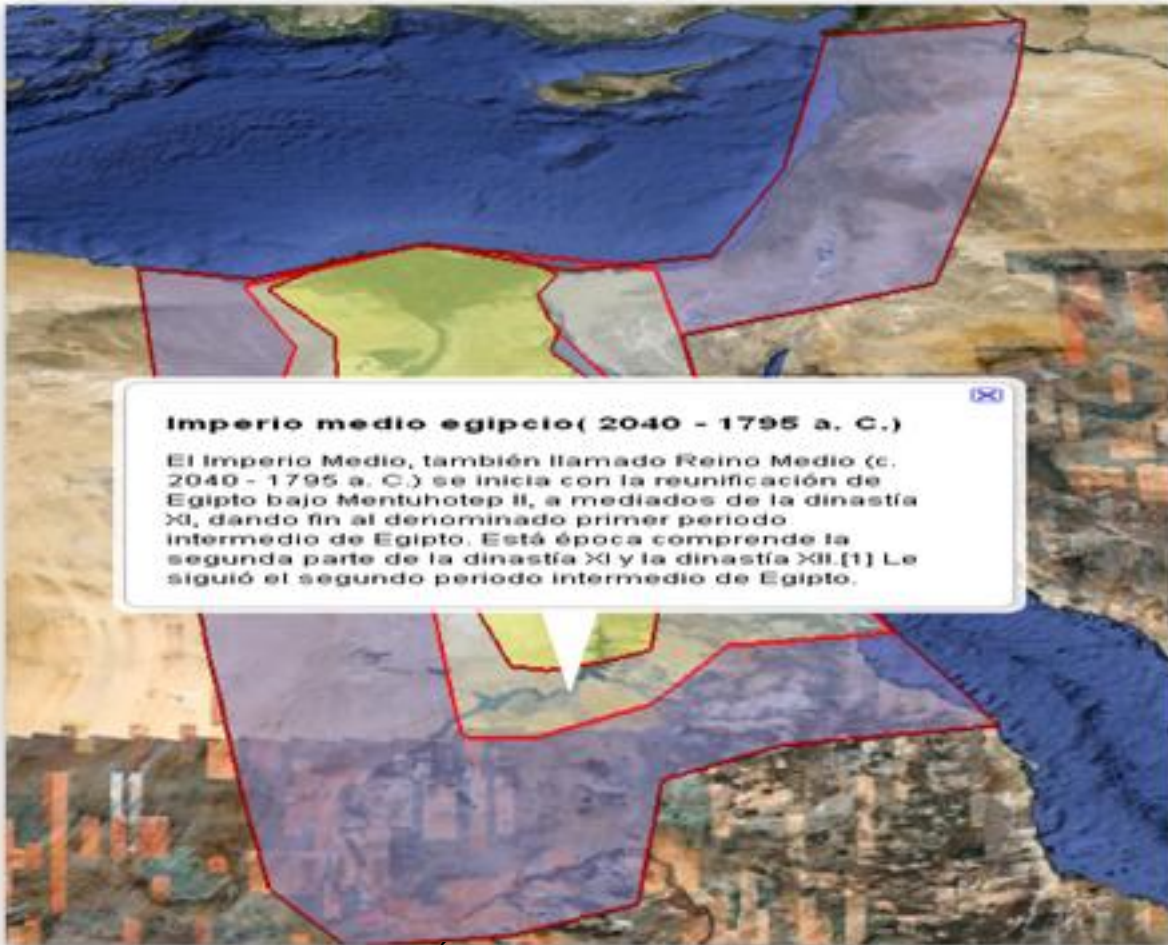 Imperio medio egipcio( 2040 - 1795 a. C.)
El Imperio Medio, también llamado Reino Medio (c.
2040 - 1795 a. C.) se inicia con la reunificación de
Egipto bajo Mentuhotep II, a mediados de la dinastía
XI, dando fin al denominado primer periodo
intermedio de Egipto. Está época comprende la
segunda parte de la dinastía XI y la dinastía XII.[1] Le
siguió el segundo periodo intermedio de Egipto.